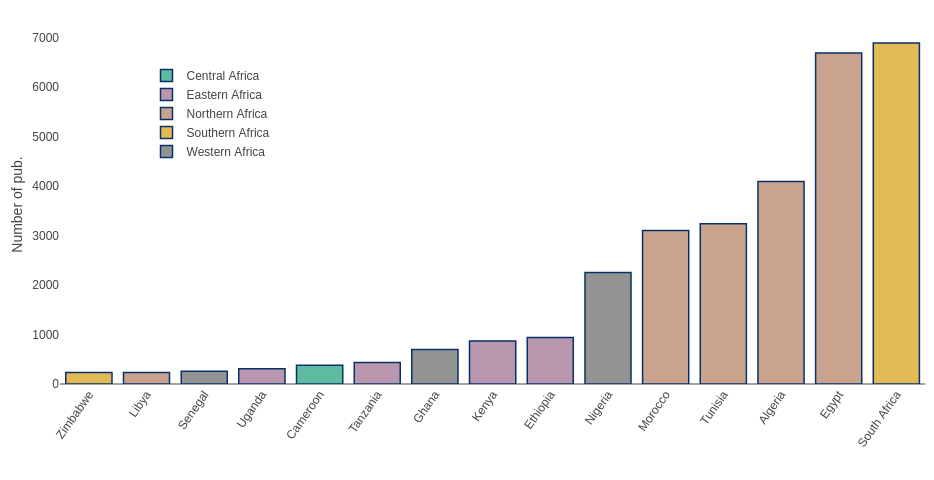 7000
6000
5000
4000
3000
2000
1000
0
Number of pub.
Central Africa
Eastern Africa
Northern Africa
Southern Africa
Western Africa
Zimbabwe
Libya
Senegal
Uganda
Cameroon
Tanzania
Ghana
Kenya
Ethiopia
Nigeria
Morocco
Tunisia
Algeria
Egypt
South Africa